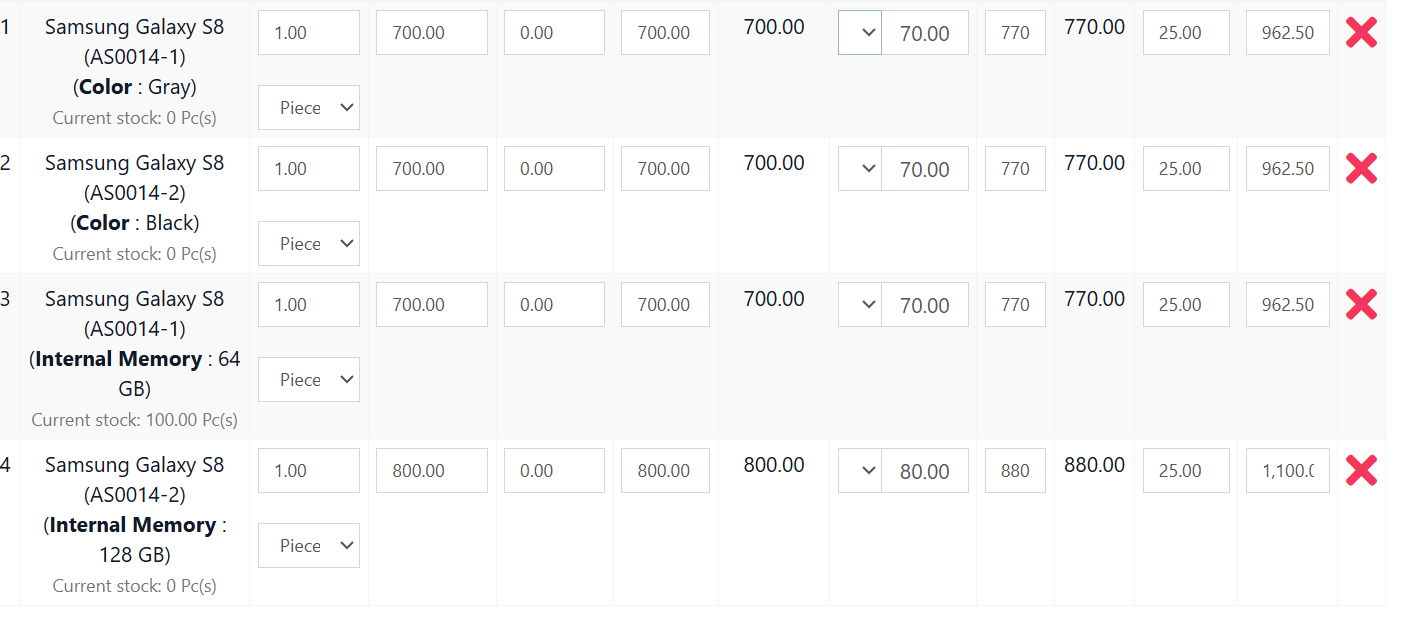 1 Samsung Galaxy S8 1.00 700.00 0.00 700.00 700.00 70.00 770 770.00 25.00 962.50
(AS0014-1)
(Color : Gray)
Current stock: 0 Pc(s) Piece
2 Samsung Galaxy S8 1.00 700.00 0.00 700.00 700.00 70.00 770 770.00 25.00 962.50
(AS0014-2)
(Color : Black)
Current stock: 0 Pc(s) Piece
3 Samsung Galaxy S8 1.00 700.00 0.00 700.00 700.00 70.00 770 770.00 25.00 962.50
(AS0014-1)
(Internal Memory : 64 Piece
GB)
Current stock: 100.00 Pc(s)
4 Samsung Galaxy S8 1.00 800.00 0.00 800.00 800.00 80.00 880 880.00 25.00 1,100.0
(AS0014-2)
(Internal Memory :
128 GB) Piece
Current stock: 0 Pc(s)